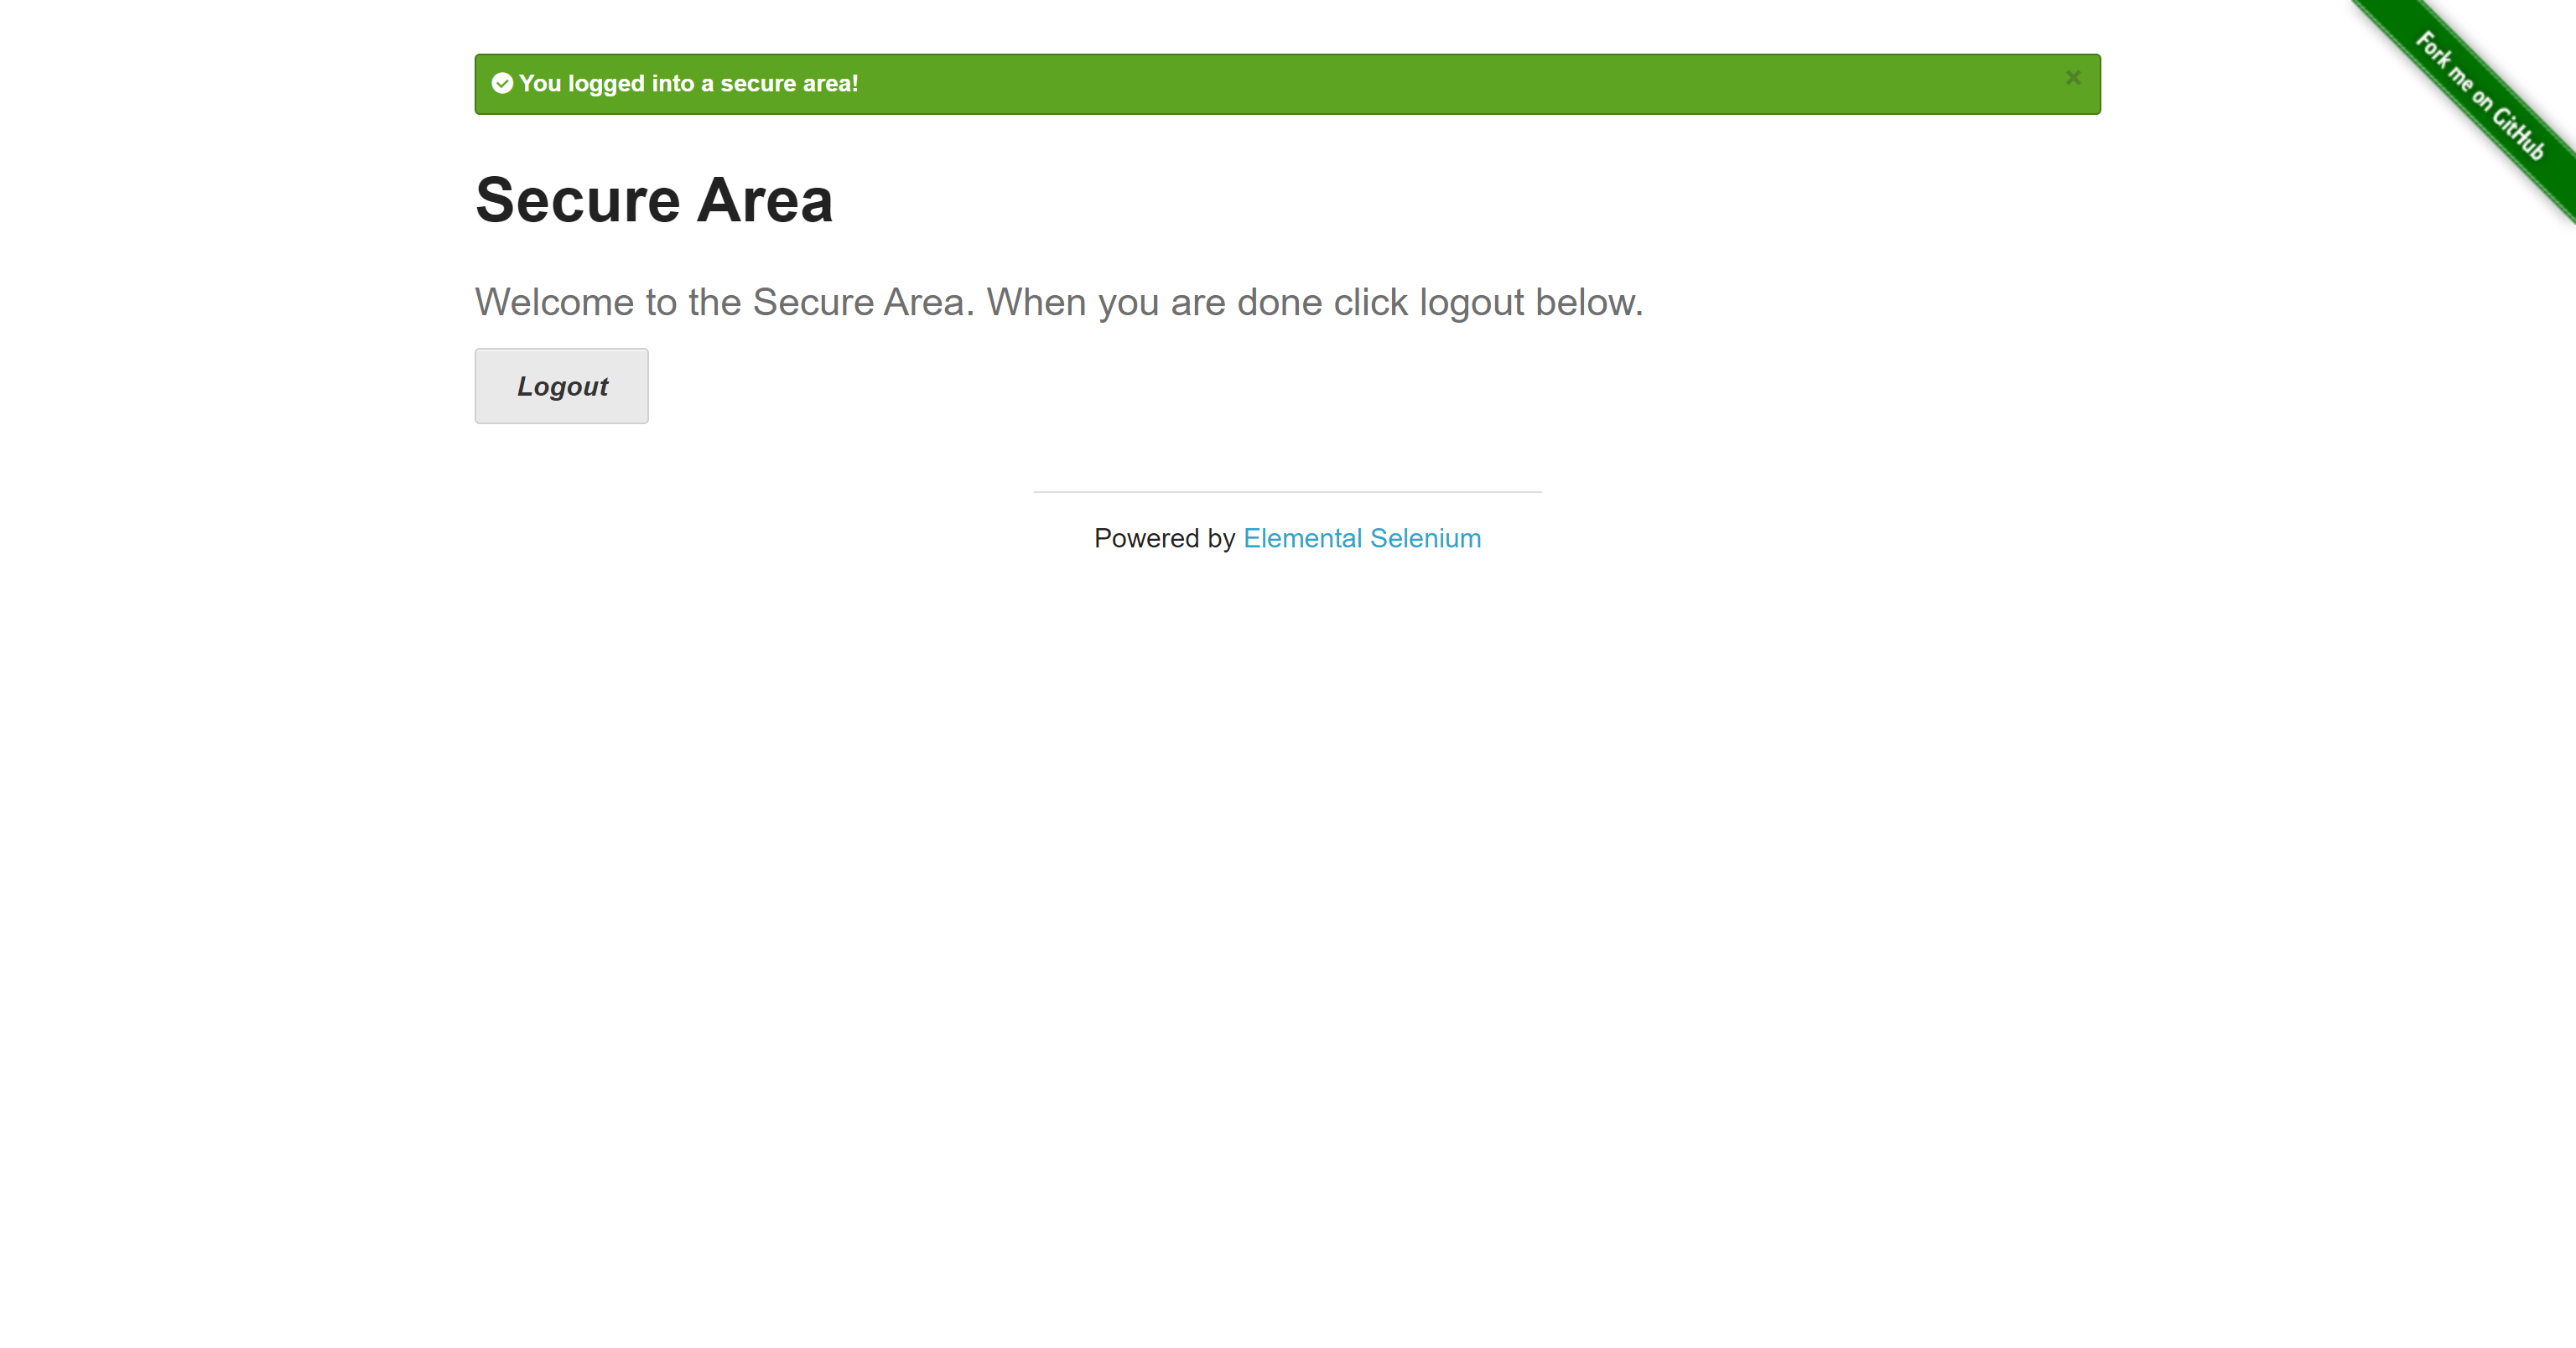 You logged into a secure area!
×
Fork me on GitHub
Secure Area
Welcome to the Secure Area. When you are done click logout below.
Logout
Powered by Elemental Selenium